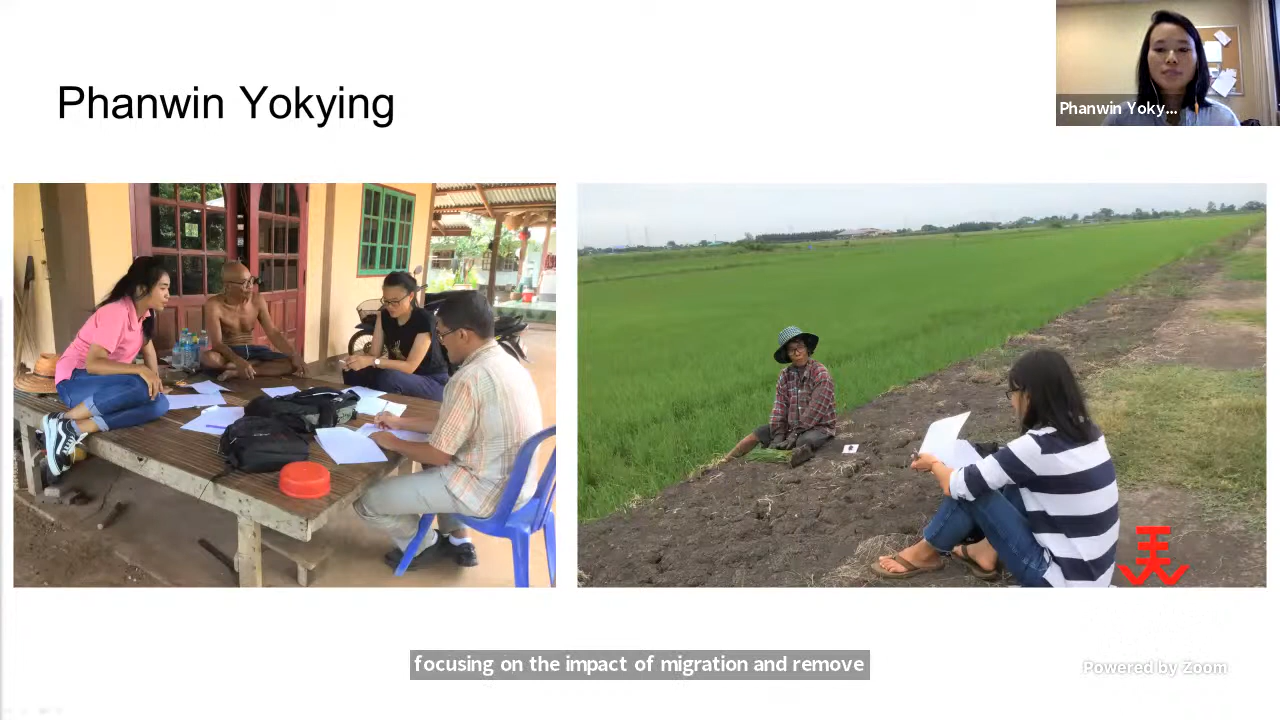 Phanwin Yokying
Phanwin Yoky...
focusing on the impact of migration and remove
Powered by Zoom